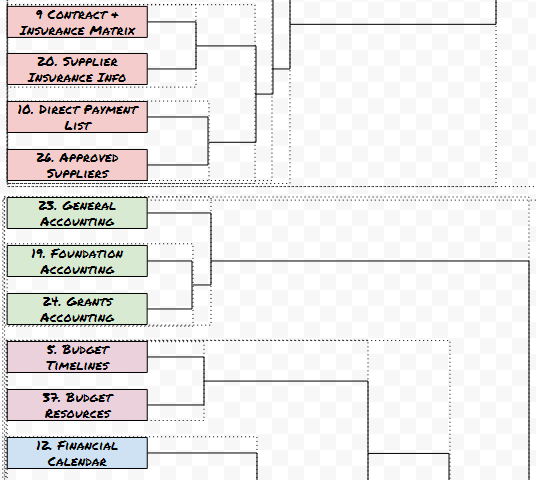 9 Contract +
Insurance Matrix
20. Supplier
Insurance Info
10. Direct Payment
List
26. Approved
Suppliers
23. General
Accounting
19. Foundation
Accounting
24. Grants
Accounting
5. Budget
Timelines
37. Budget
Resources
12. Financial
Calendar